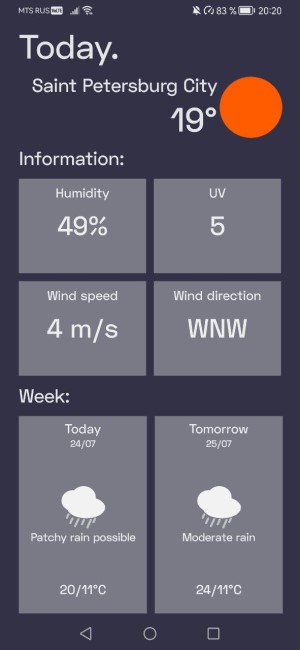 MTS RUS 83 % 20:20
Today.
Saint Petersburg City
19°
Information:
Humidity UV
49% 5
Wind speed Wind direction
4 m/s WNW
Week:
Today Tomorrow
24/07 25/07
Patchy rain possible Moderate rain
20/11°C 24/11°C